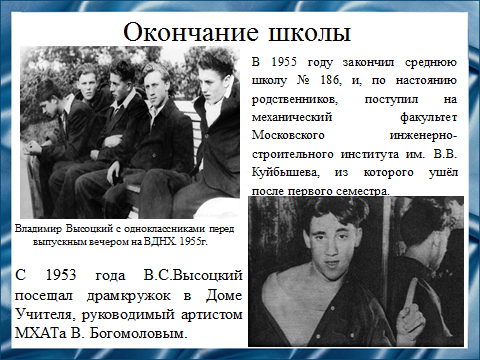 Окончание школы
В 1955 году закончил среднюю
школу № 186, и, по настоянию
родственников, поступил на
механический факультет
Московского инженерно-
строительного института им. В.В.
Куйбышева, из которого ушёл
после первого семестра.
Владимир Высоцкий с одноклассниками перед
выпускным вечером на ВДНХ. 1955г.
С 1953 года В.С.Высоцкий
посещал драмкружок в Доме
Учителя, руководимый артистом
МХАТа В. Богомоловым.